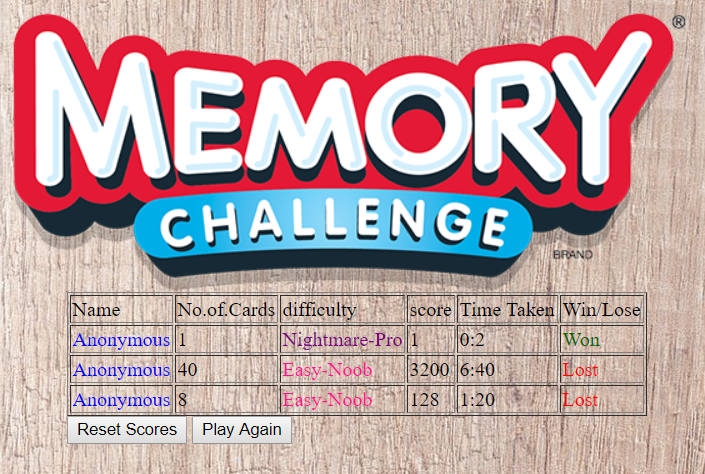 MEMORY®
CHALLENGE
BRAND
Name No.of.Cards difficulty score Time Taken Win/Lose
Anonymous 1 Nightmare-Pro 1 0:2 Won
Anonymous 40 Easy-Noob 3200 6:40 Lost
Anonymous 8 Easy-Noob 128 1:20 Lost
Reset Scores Play Again